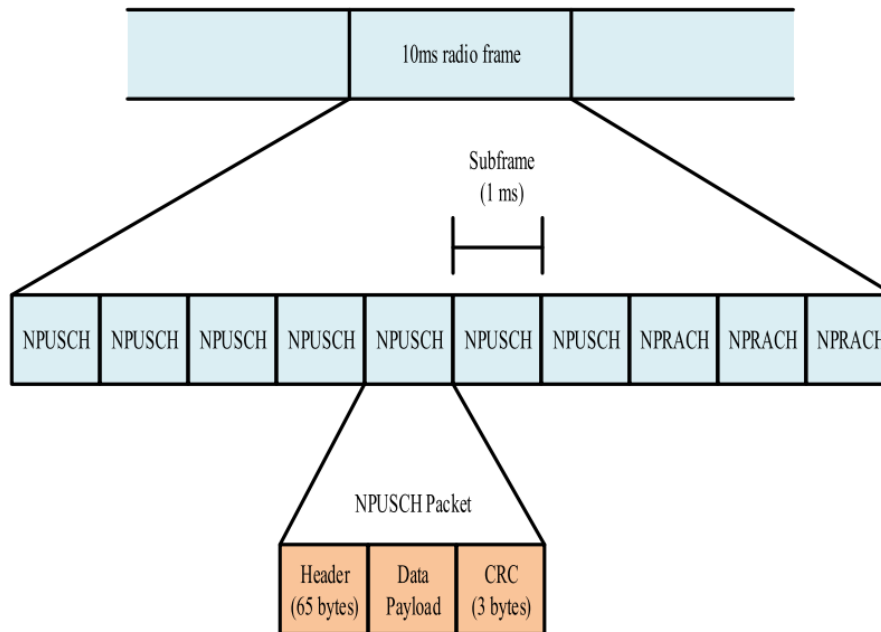 10ms radio frame
Subframe
(1 ms)
NPUSCH NPUSCH NPUSCH NPUSCH NPUSCH NPUSCH NPUSCH NPRACH NPRACH NPRACH
NPUSCH Packet
Header Data CRC
(65 bytes) Payload (3 bytes)